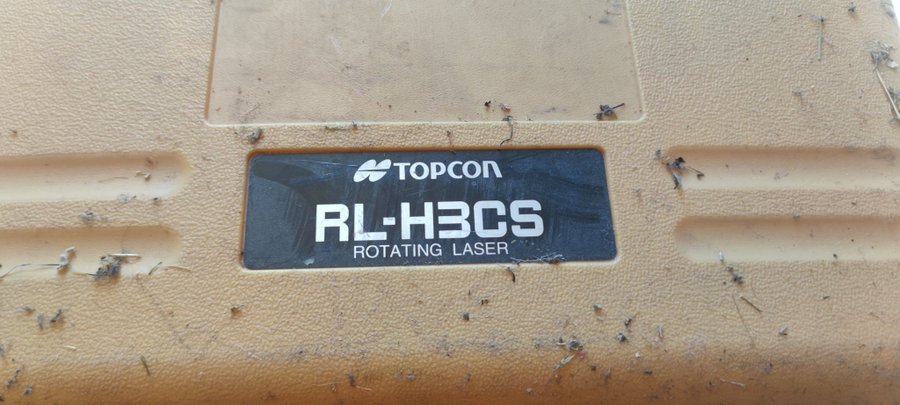 TOPCON
RL-H3CS
ROTATING LASER